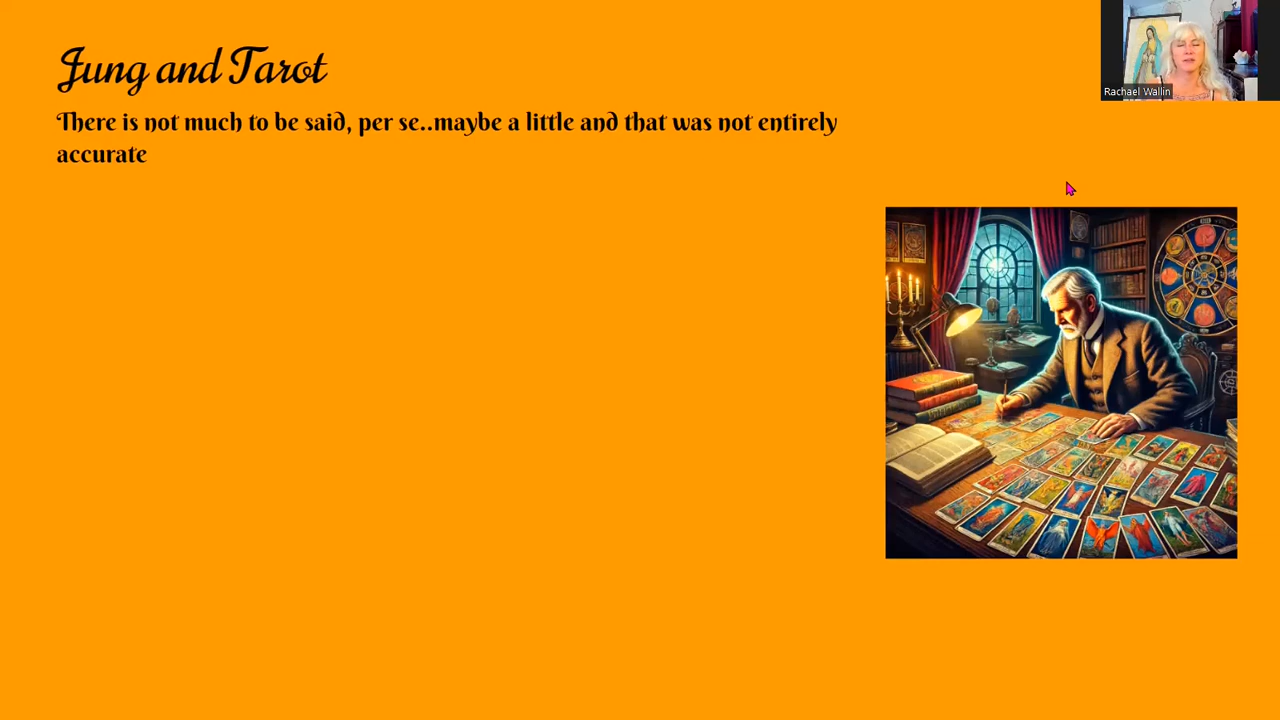 Jung and Tarot
There is not much to be said, per se..maybe a little and that was not entirely
accurate
Rachael Wallin